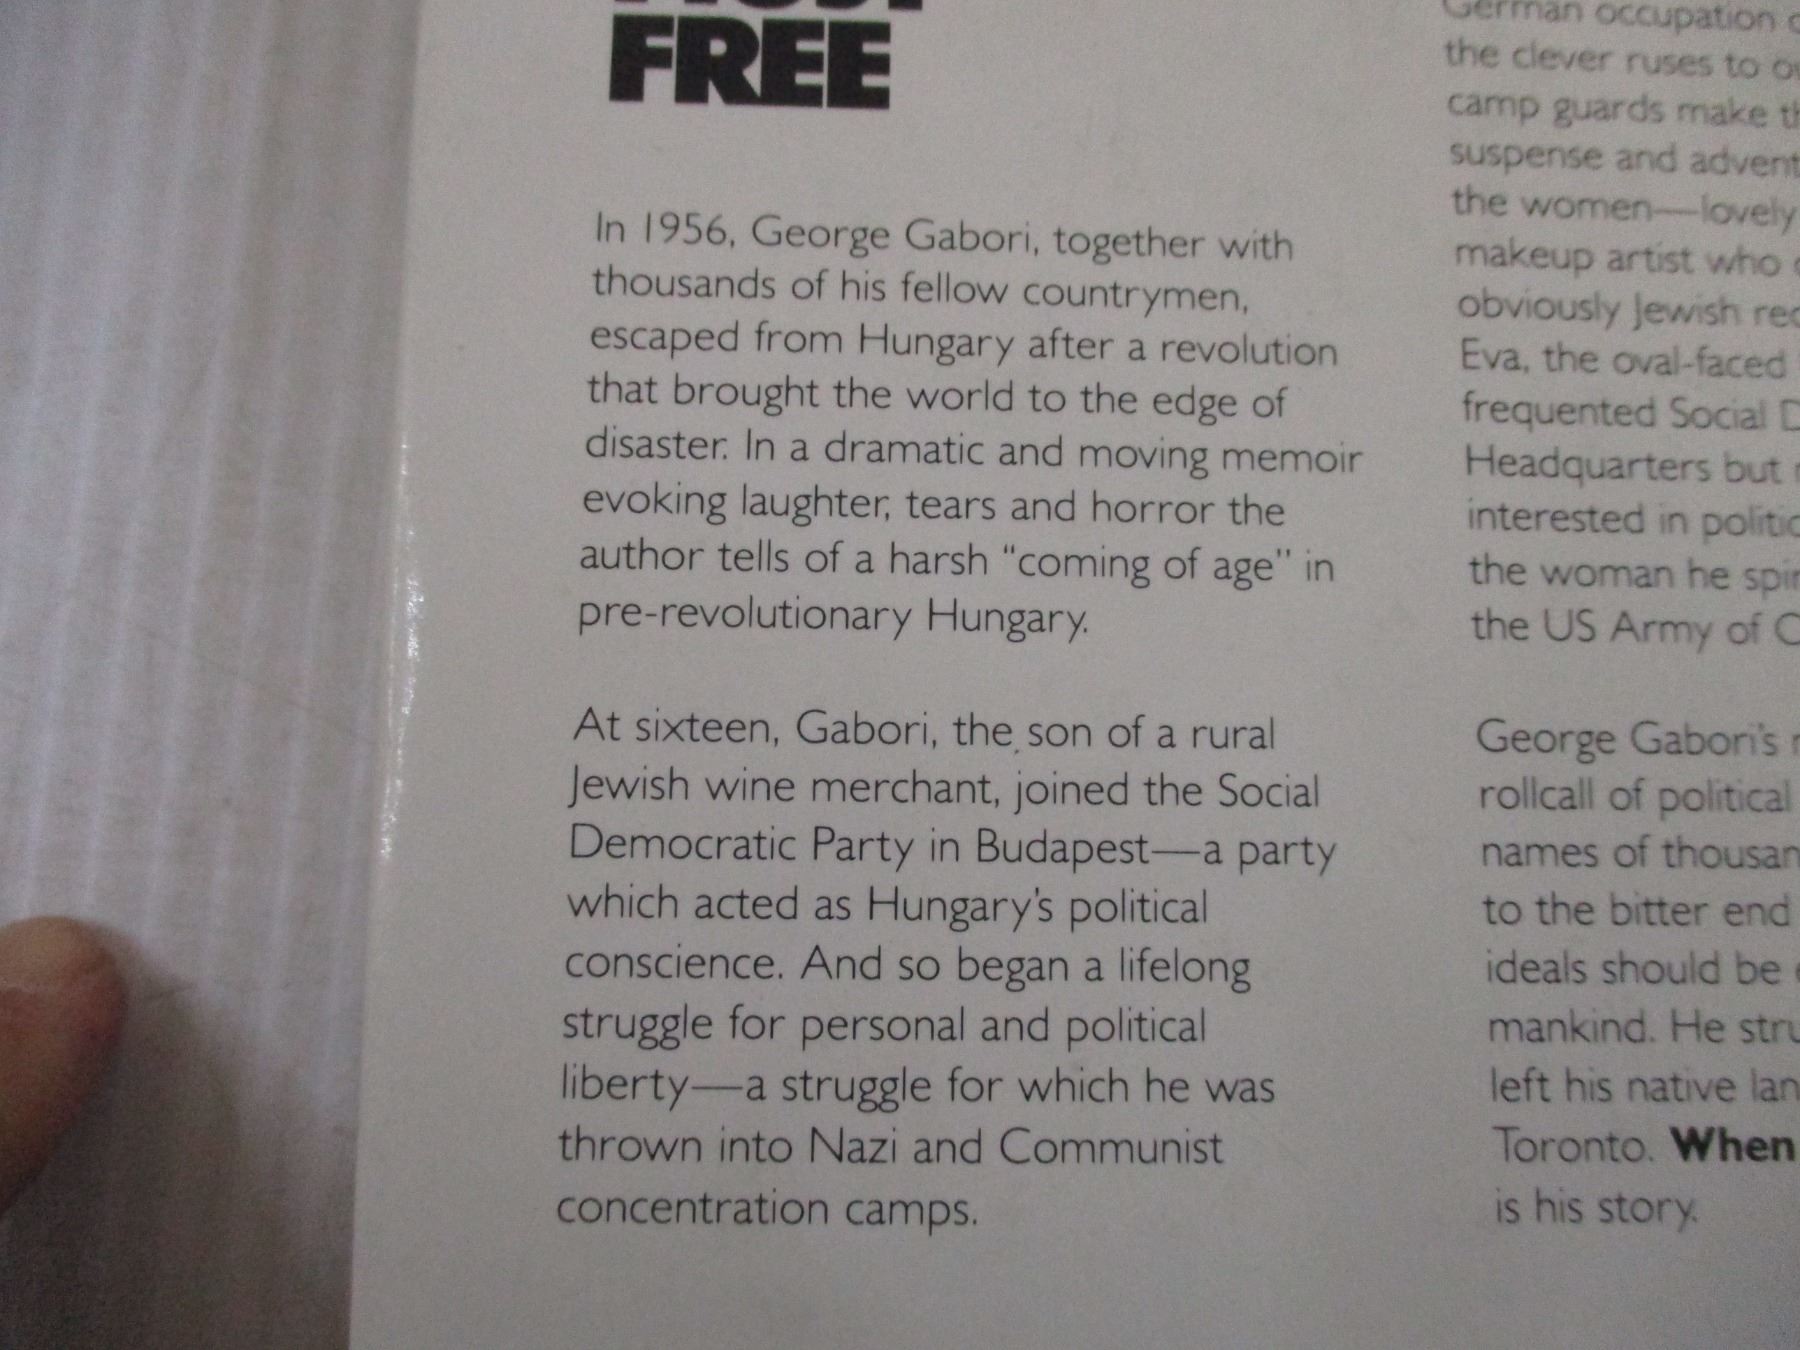 FREE
In 1956, George Gabori, together with
thousands of his fellow countrymen,
escaped from Hungary after a revolution
that brought the world to the edge of
disaster. In a dramatic and moving memoir
evoking laughter, tears and horror the
author tells of a harsh “coming of age” in
pre-revolutionary Hungary.
At sixteen, Gabori, the son of a rural
Jewish wine merchant, joined the Social
Democratic Party in Budapest—a party
which acted as Hungary's political
conscience. And so began a lifelong
struggle for personal and political
liberty—a struggle for which he was
thrown into Nazi and Communist
concentration camps.
German occupation
the clever ruses to
camp guards make
suspense and
the women—lovely
makeup artist who
obviously Jewish
Eva, the oval-faced
frequented Social
Headquarters but
interested in
the woman he
the US Army of
George Gabori's
rollcall of political
names of
to the bitter end
ideals should be
mankind. He
left his native
Toronto. When
is his story.